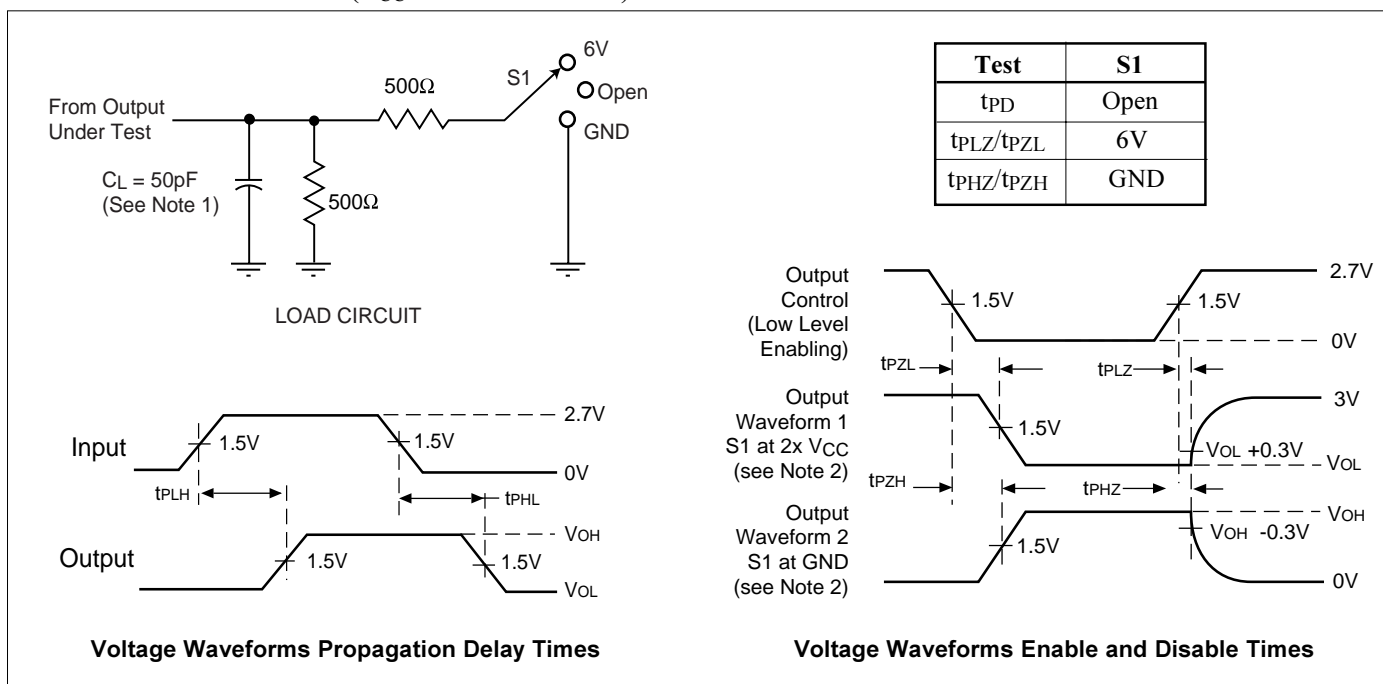 6V
S1
500Ω
Open
From Output
Under Test
GND
CL = 50pF
(See Note 1)
500Ω
LOAD CIRCUIT
Test S1
tPD Open
tPLZ/tPZL 6V
tPHZ/tPZH GND
Input
1.5V
1.5V
2.7V
0V
tPLH
tPHL
Output
1.5V
1.5V
VOH
VOL
Voltage Waveforms Propagation Delay Times
Output
Control
(Low Level
Enabling)
1.5V
1.5V
2.7V
0V
tPZL
tPLZ
Output
Waveform 1
S1 at 2x VCC
(see Note 2)
1.5V
3V
VOL +0.3V
VOL
tPZH
tPHZ
Output
Waveform 2
S1 at GND
(see Note 2)
1.5V
VOH
VOH -0.3V
0V
Voltage Waveforms Enable and Disable Times